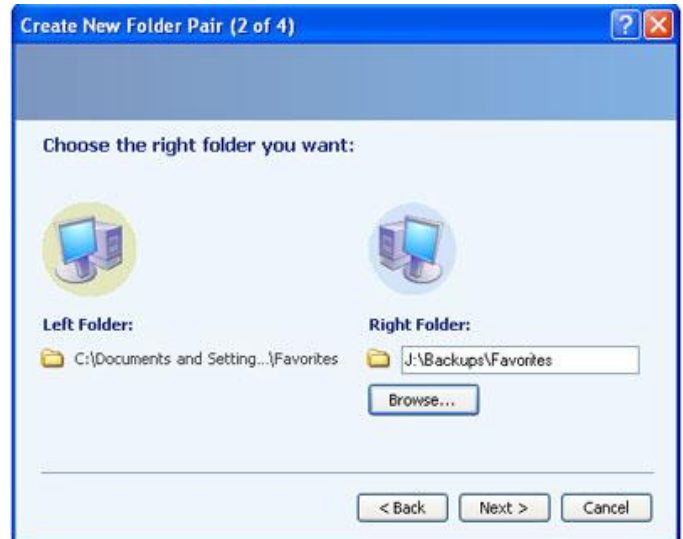 Create New Folder Pair (2 of 4)
Choose the right folder you want:
Left Folder:
C:\Documents and Setting...\Favorites
Right Folder:
J:\Backups\Favorites
Browse...
< Back
Next >
Cancel